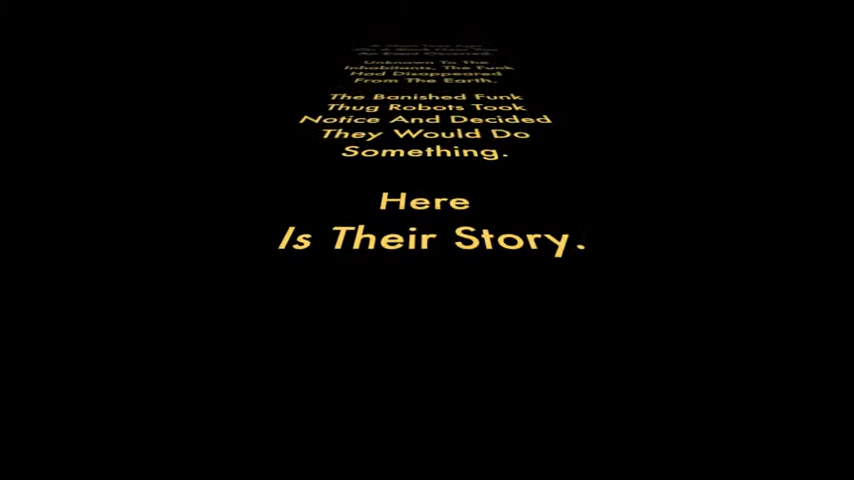 Unknown To The
Inhabitants, The Funk
Had Disappeared
From The Earth.
The Banished Funk
Thug Robots Took
Notice And Decided
They Would Do
Something.
Here
Is Their Story.